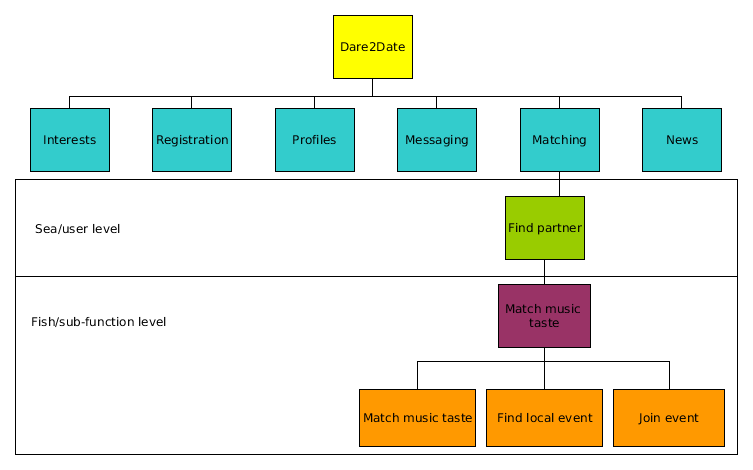 Dare2Date
Interests
Registration
Profiles
Messaging
Matching
News
Sea/user level
Find partner
Fish/sub-function level
Match music
taste
Match music taste
Find local event
Join event